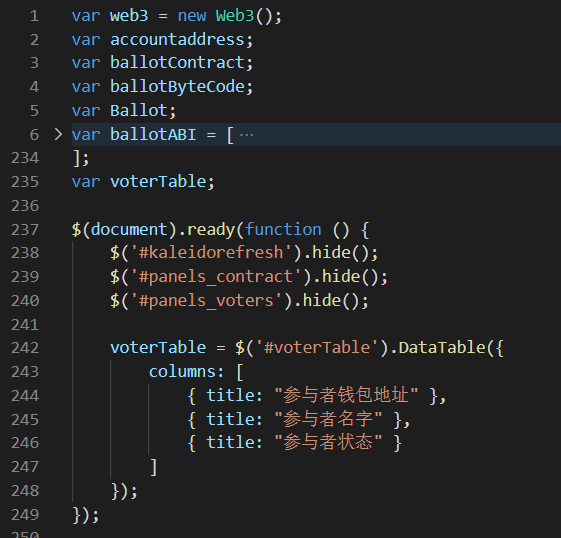 1 var web3 = new Web3();
2 var accountaddress;
3 var ballotContract;
4 var ballotByteCode;
5 var Ballot;
6 > var ballotABI = [ ···
234 ];
235 var voterTable;
236
237 $(document).ready(function () {
238     $('#kaleidorefresh').hide();
239     $('#panels_contract').hide();
240     $('#panels_voters').hide();
241
242     voterTable = $('#voterTable').DataTable({
243         columns: [
244             { title: "参与者钱包地址" },
245             { title: "参与者名字" },
246             { title: "参与者状态" }
247         ]
248     });
249 });
250